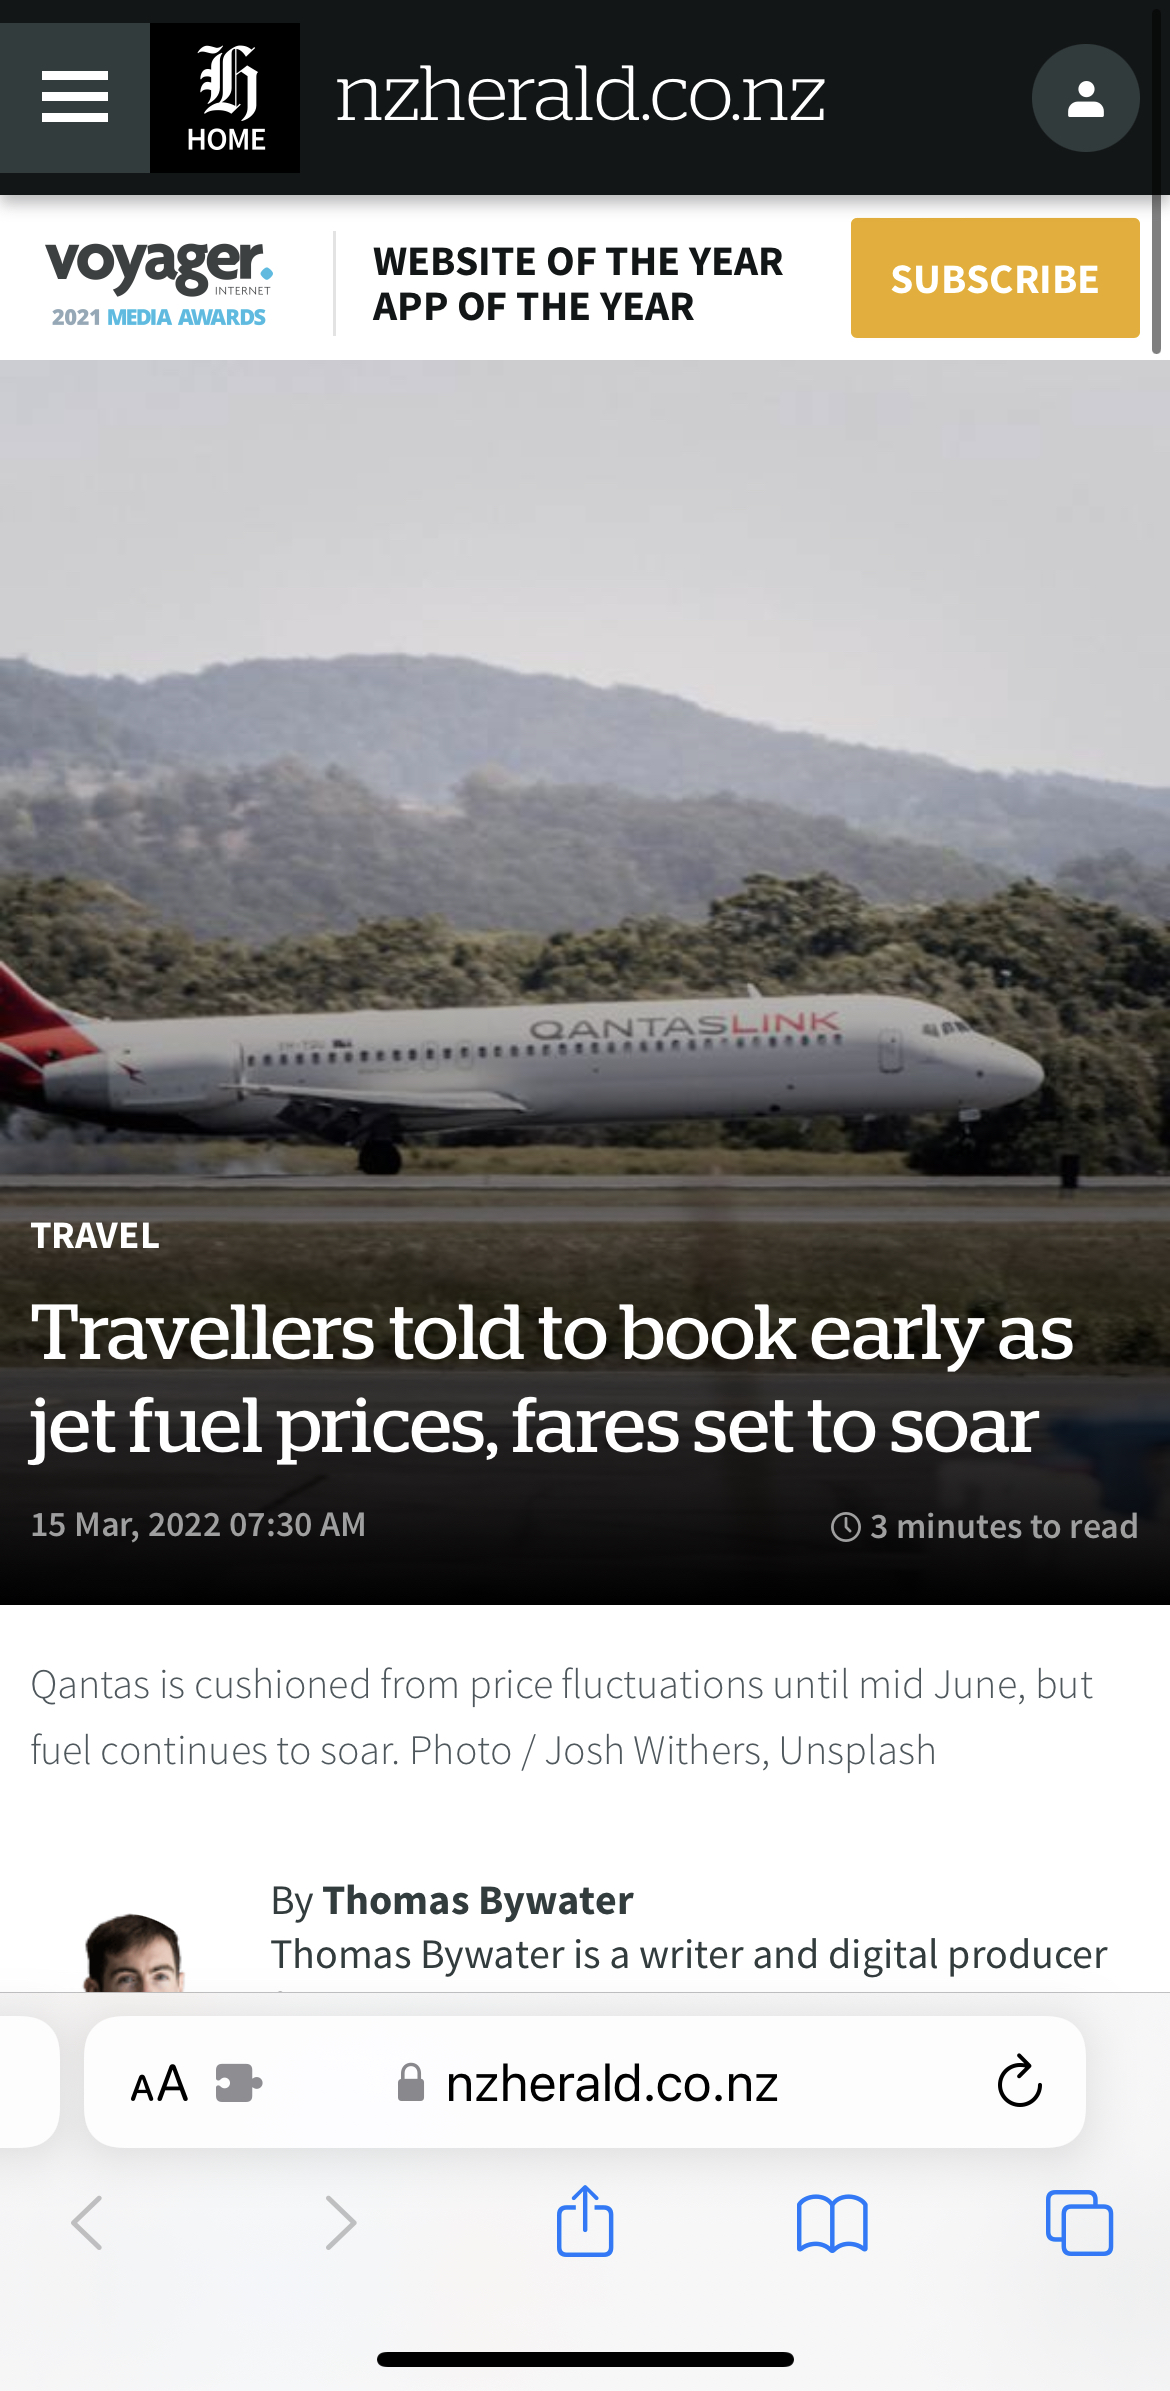 H
HOME
nzherald.co.nz
voyager.
INTERNET
2021 MEDIA AWARDS
WEBSITE OF THE YEAR
APP OF THE YEAR
SUBSCRIBE
QANTASLINK
TRAVEL
Travellers told to book early as
jet fuel prices, fares set to soar
15 Mar, 2022 07:30 AM
3 minutes to read
Qantas is cushioned from price fluctuations until mid June, but
fuel continues to soar. Photo / Josh Withers, Unsplash
By Thomas Bywater
Thomas Bywater is a writer and digital producer
AA
nzherald.co.nz